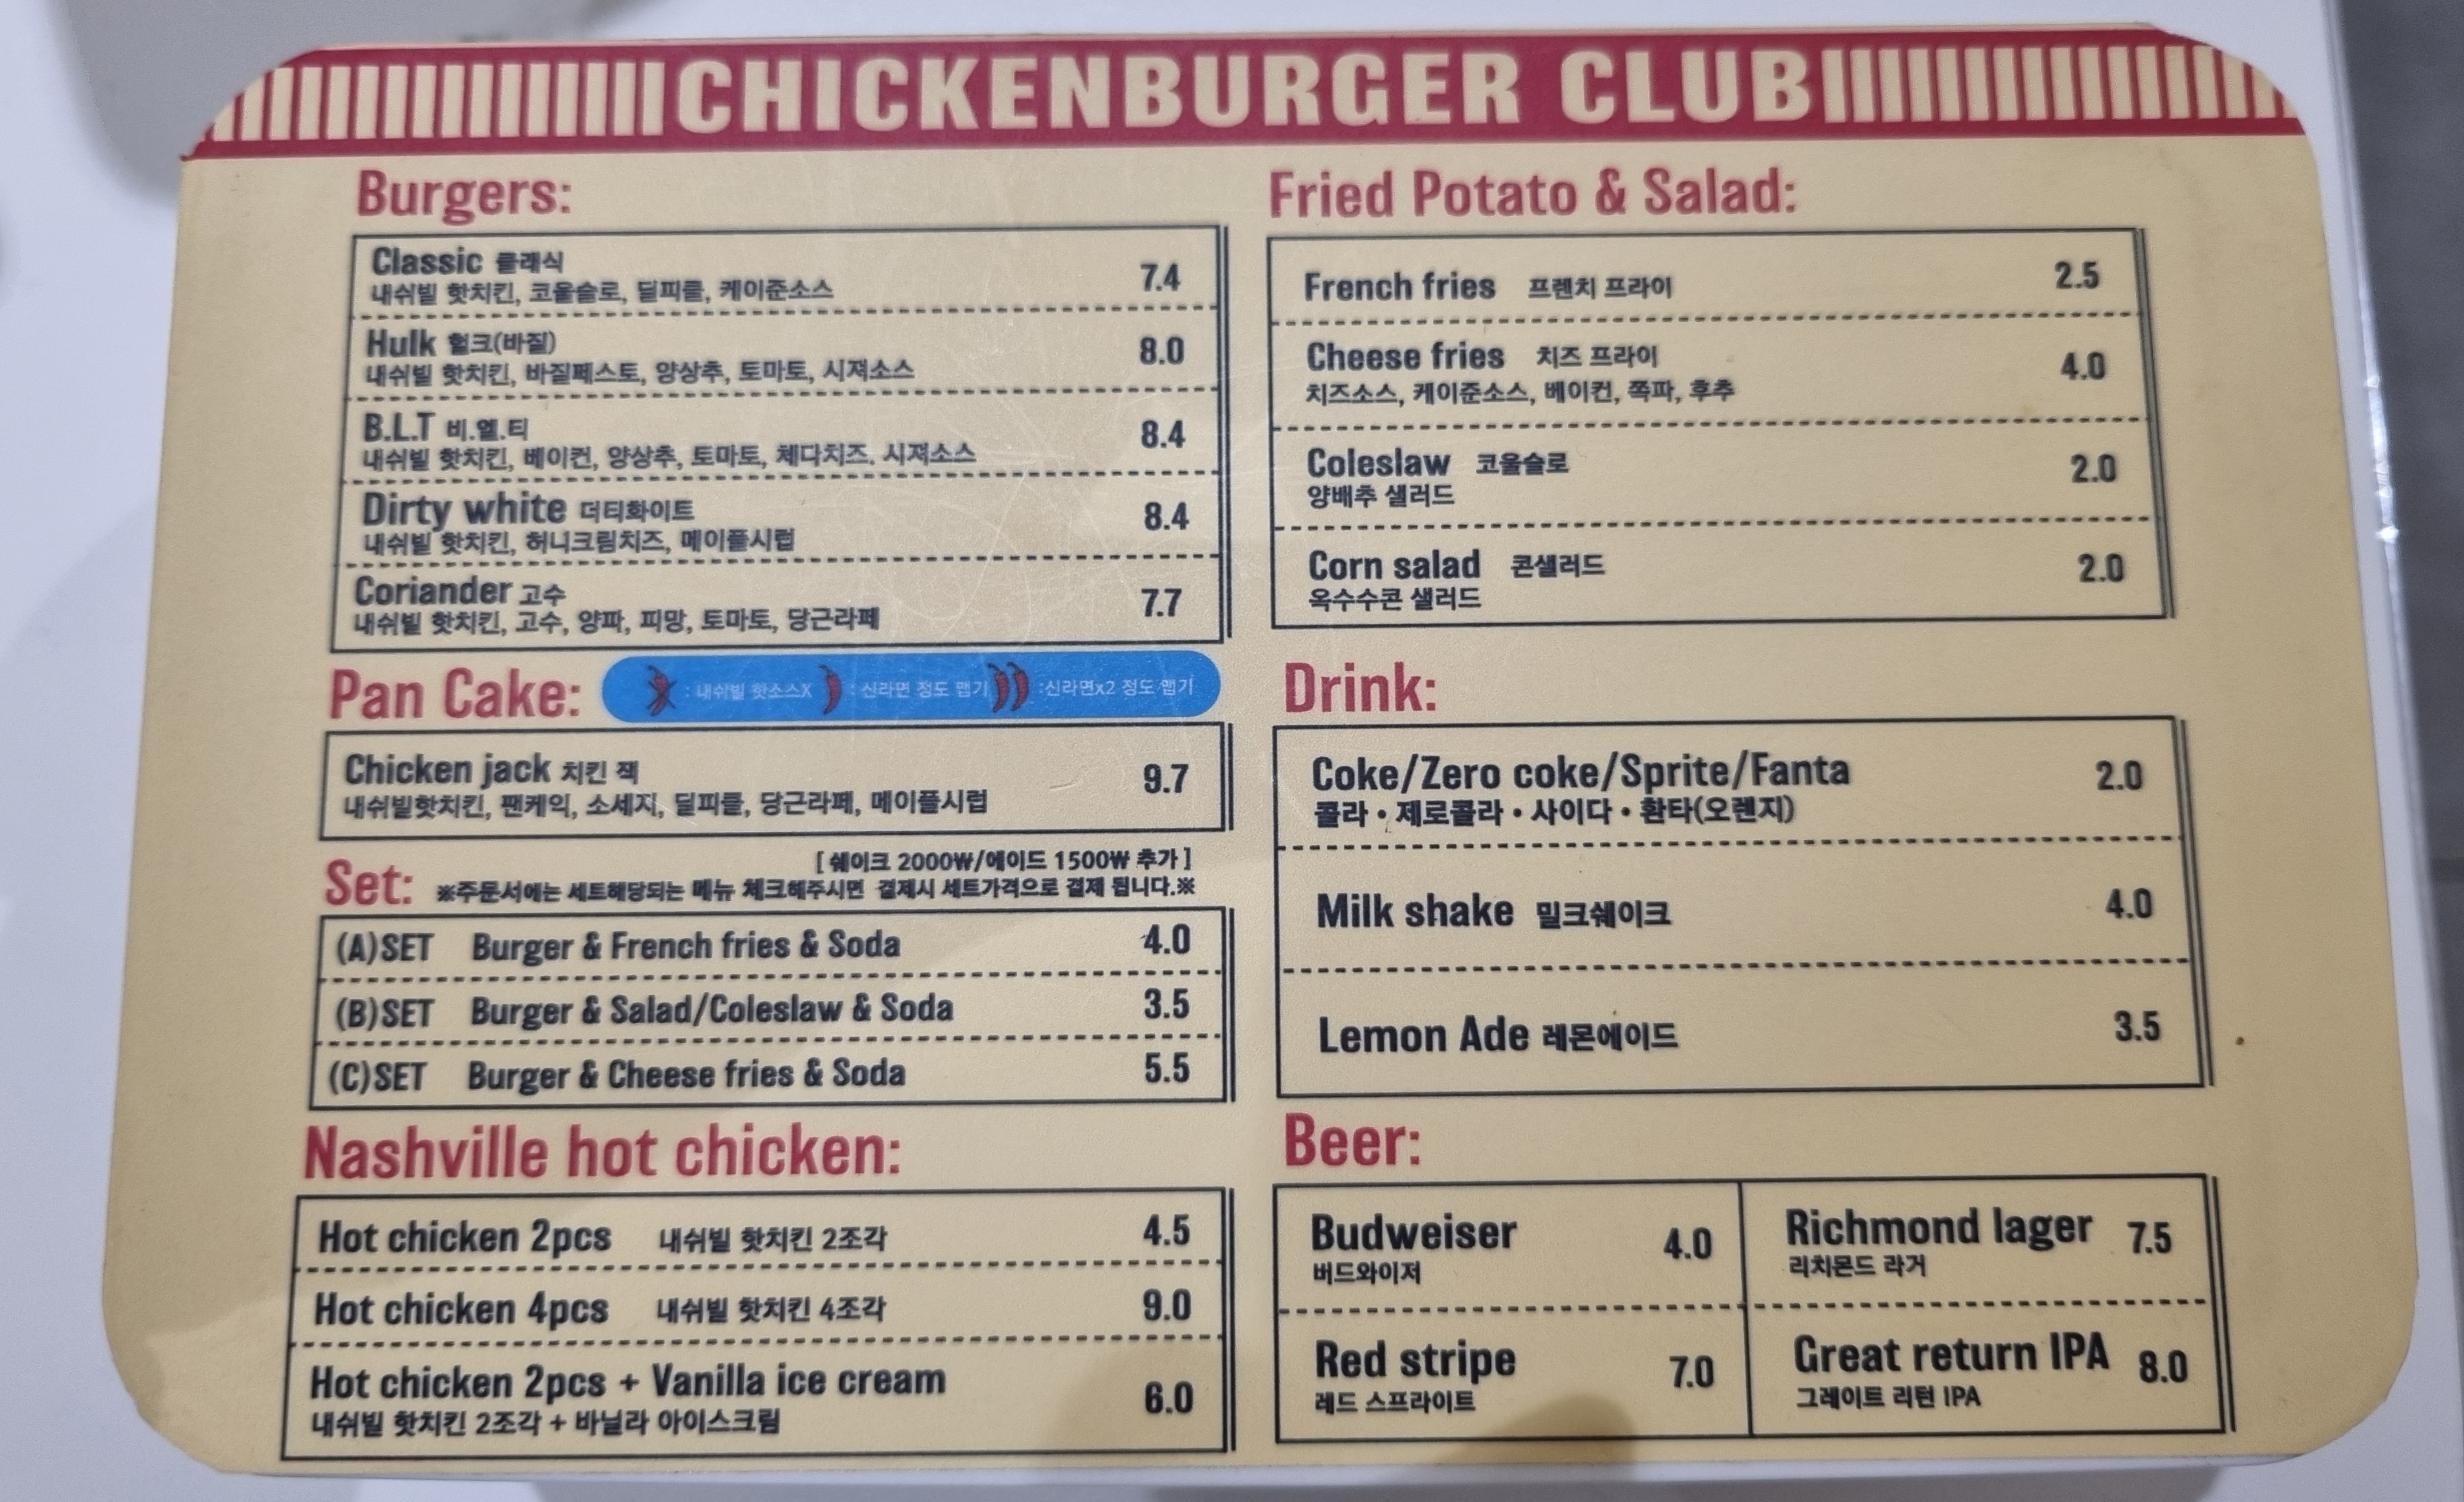 CHICKENBURGER CLUB
Burgers:
Classic 클래식 7.4
내쉬빌 핫치킨, 코울슬로, 딜피클, 케이준소스
Hulk 헐크(바질) 8.0
내쉬빌 핫치킨, 바질페스토, 양상추, 토마토, 시져소스
B.L.T 비.엘.티 8.4
내쉬빌 핫치킨, 베이컨, 양상추, 토마토, 체다치즈. 시져소스
Dirty white 더티화이트 8.4
내쉬빌 핫치킨, 허니크림치즈, 메이플시럽
Coriander 고수 7.7
내쉬빌 핫치킨, 고수, 양파, 피망, 토마토, 당근라페
Pan Cake: : 내쉬빌 핫소스X : 신라면 정도 맵기 :신라면x2 정도 맵기
Chicken jack 치킨 잭 9.7
내쉬빌핫치킨, 팬케익, 소세지, 딜피클, 당근라페, 메이플시럽
[ 쉐이크 2000₩/에이드 1500₩ 추가 ]
Set: ※주문서에는 세트해당되는 메뉴 체크해주시면 결제시 세트가격으로 결제 됩니다.※
(A)SET Burger & French fries & Soda 4.0
(B)SET Burger & Salad/Coleslaw & Soda 3.5
(C)SET Burger & Cheese fries & Soda 5.5
Nashville hot chicken:
Hot chicken 2pcs 내쉬빌 핫치킨 2조각 4.5
Hot chicken 4pcs 내쉬빌 핫치킨 4조각 9.0
Hot chicken 2pcs + Vanilla ice cream 6.0
내쉬빌 핫치킨 2조각 + 바닐라 아이스크림
Fried Potato & Salad:
French fries 프렌치 프라이 2.5
Cheese fries 치즈 프라이 4.0
치즈소스, 케이준소스, 베이컨, 쪽파, 후추
Coleslaw 코울슬로 2.0
양배추 샐러드
Corn salad 콘샐러드 2.0
옥수수콘 샐러드
Drink:
Coke/Zero coke/Sprite/Fanta 2.0
콜라 • 제로콜라 • 사이다 • 환타(오렌지)
Milk shake 밀크쉐이크 4.0
Lemon Ade 레몬에이드 3.5
Beer:
Budweiser 4.0
버드와이저
Richmond lager 7.5
리치몬드 라거
Red stripe 7.0
레드 스프라이트
Great return IPA 8.0
그레이트 리턴 IPA